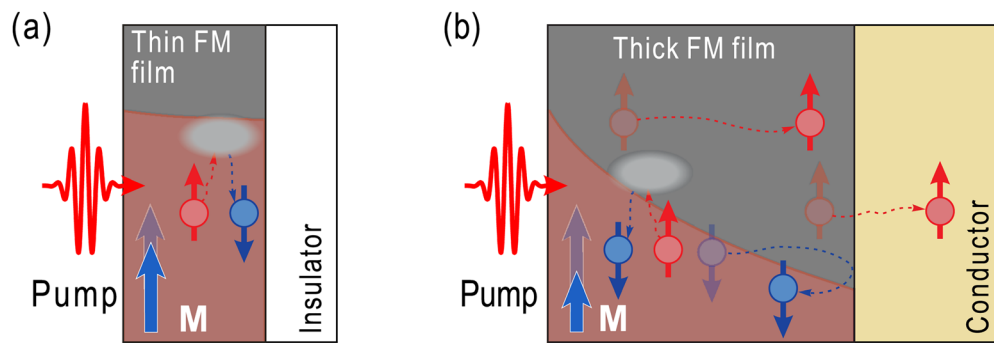 (a)
Thin FM
film
Pump
M
Insulator
(b)
Thick FM film
Pump
M
Conductor